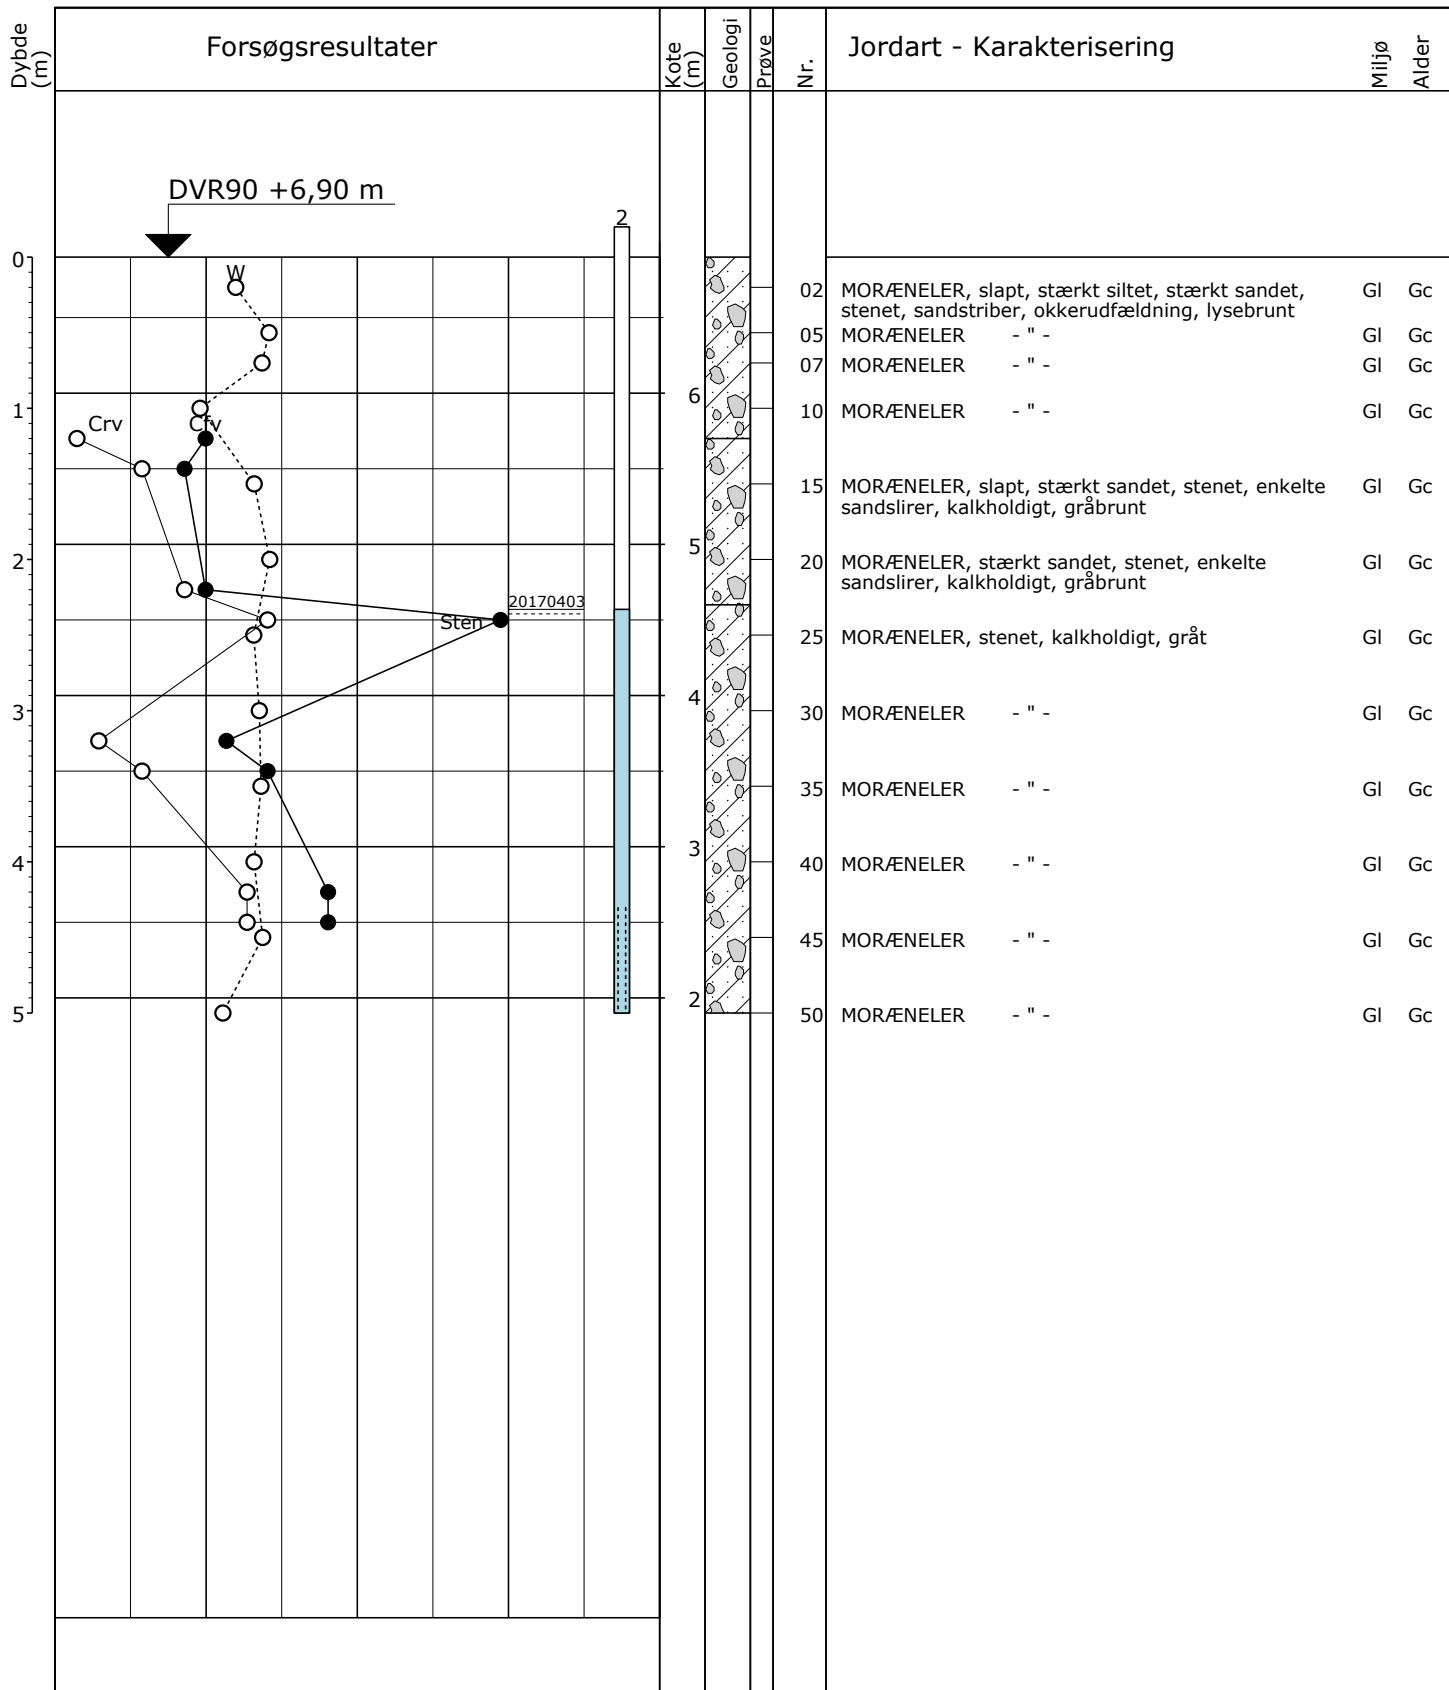 Dybde (m)
Forsøgsresultater
Kote (m)
Geologi
Prøve
Nr.
Jordart - Karakterisering
Miljø
Alder
DVR90 +6,90 m
2
0
W
02 MORÆNELER, slapt, stærkt siltet, stærkt sandet, Gl Gc
stenet, sandstriber, okkerudfældning, lysebrunt
05 MORÆNELER - " - Gl Gc
07 MORÆNELER - " - Gl Gc
6
1
10 MORÆNELER - " - Gl Gc
Crv
Cfv
15 MORÆNELER, slapt, stærkt sandet, stenet, enkelte Gl Gc
sandslirer, kalkholdigt, gråbrunt
5
2
20 MORÆNELER, stærkt sandet, stenet, enkelte Gl Gc
sandslirer, kalkholdigt, gråbrunt
20170403
Sten
25 MORÆNELER, stenet, kalkholdigt, gråt Gl Gc
4
3
30 MORÆNELER - " - Gl Gc
35 MORÆNELER - " - Gl Gc
3
4
40 MORÆNELER - " - Gl Gc
45 MORÆNELER - " - Gl Gc
2
5
50 MORÆNELER - " - Gl Gc